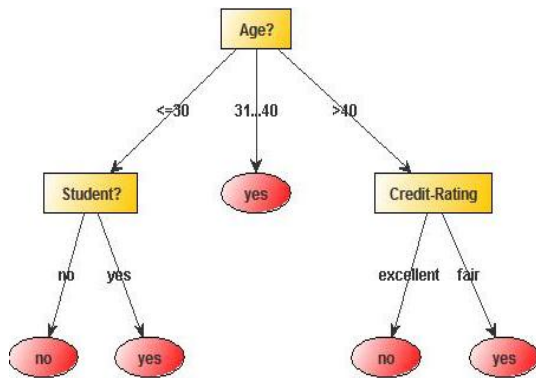 Age?
<=30
31...40
>40
Student?
yes
Credit-Rating
no
yes
excellent
fair
no
yes
no
yes